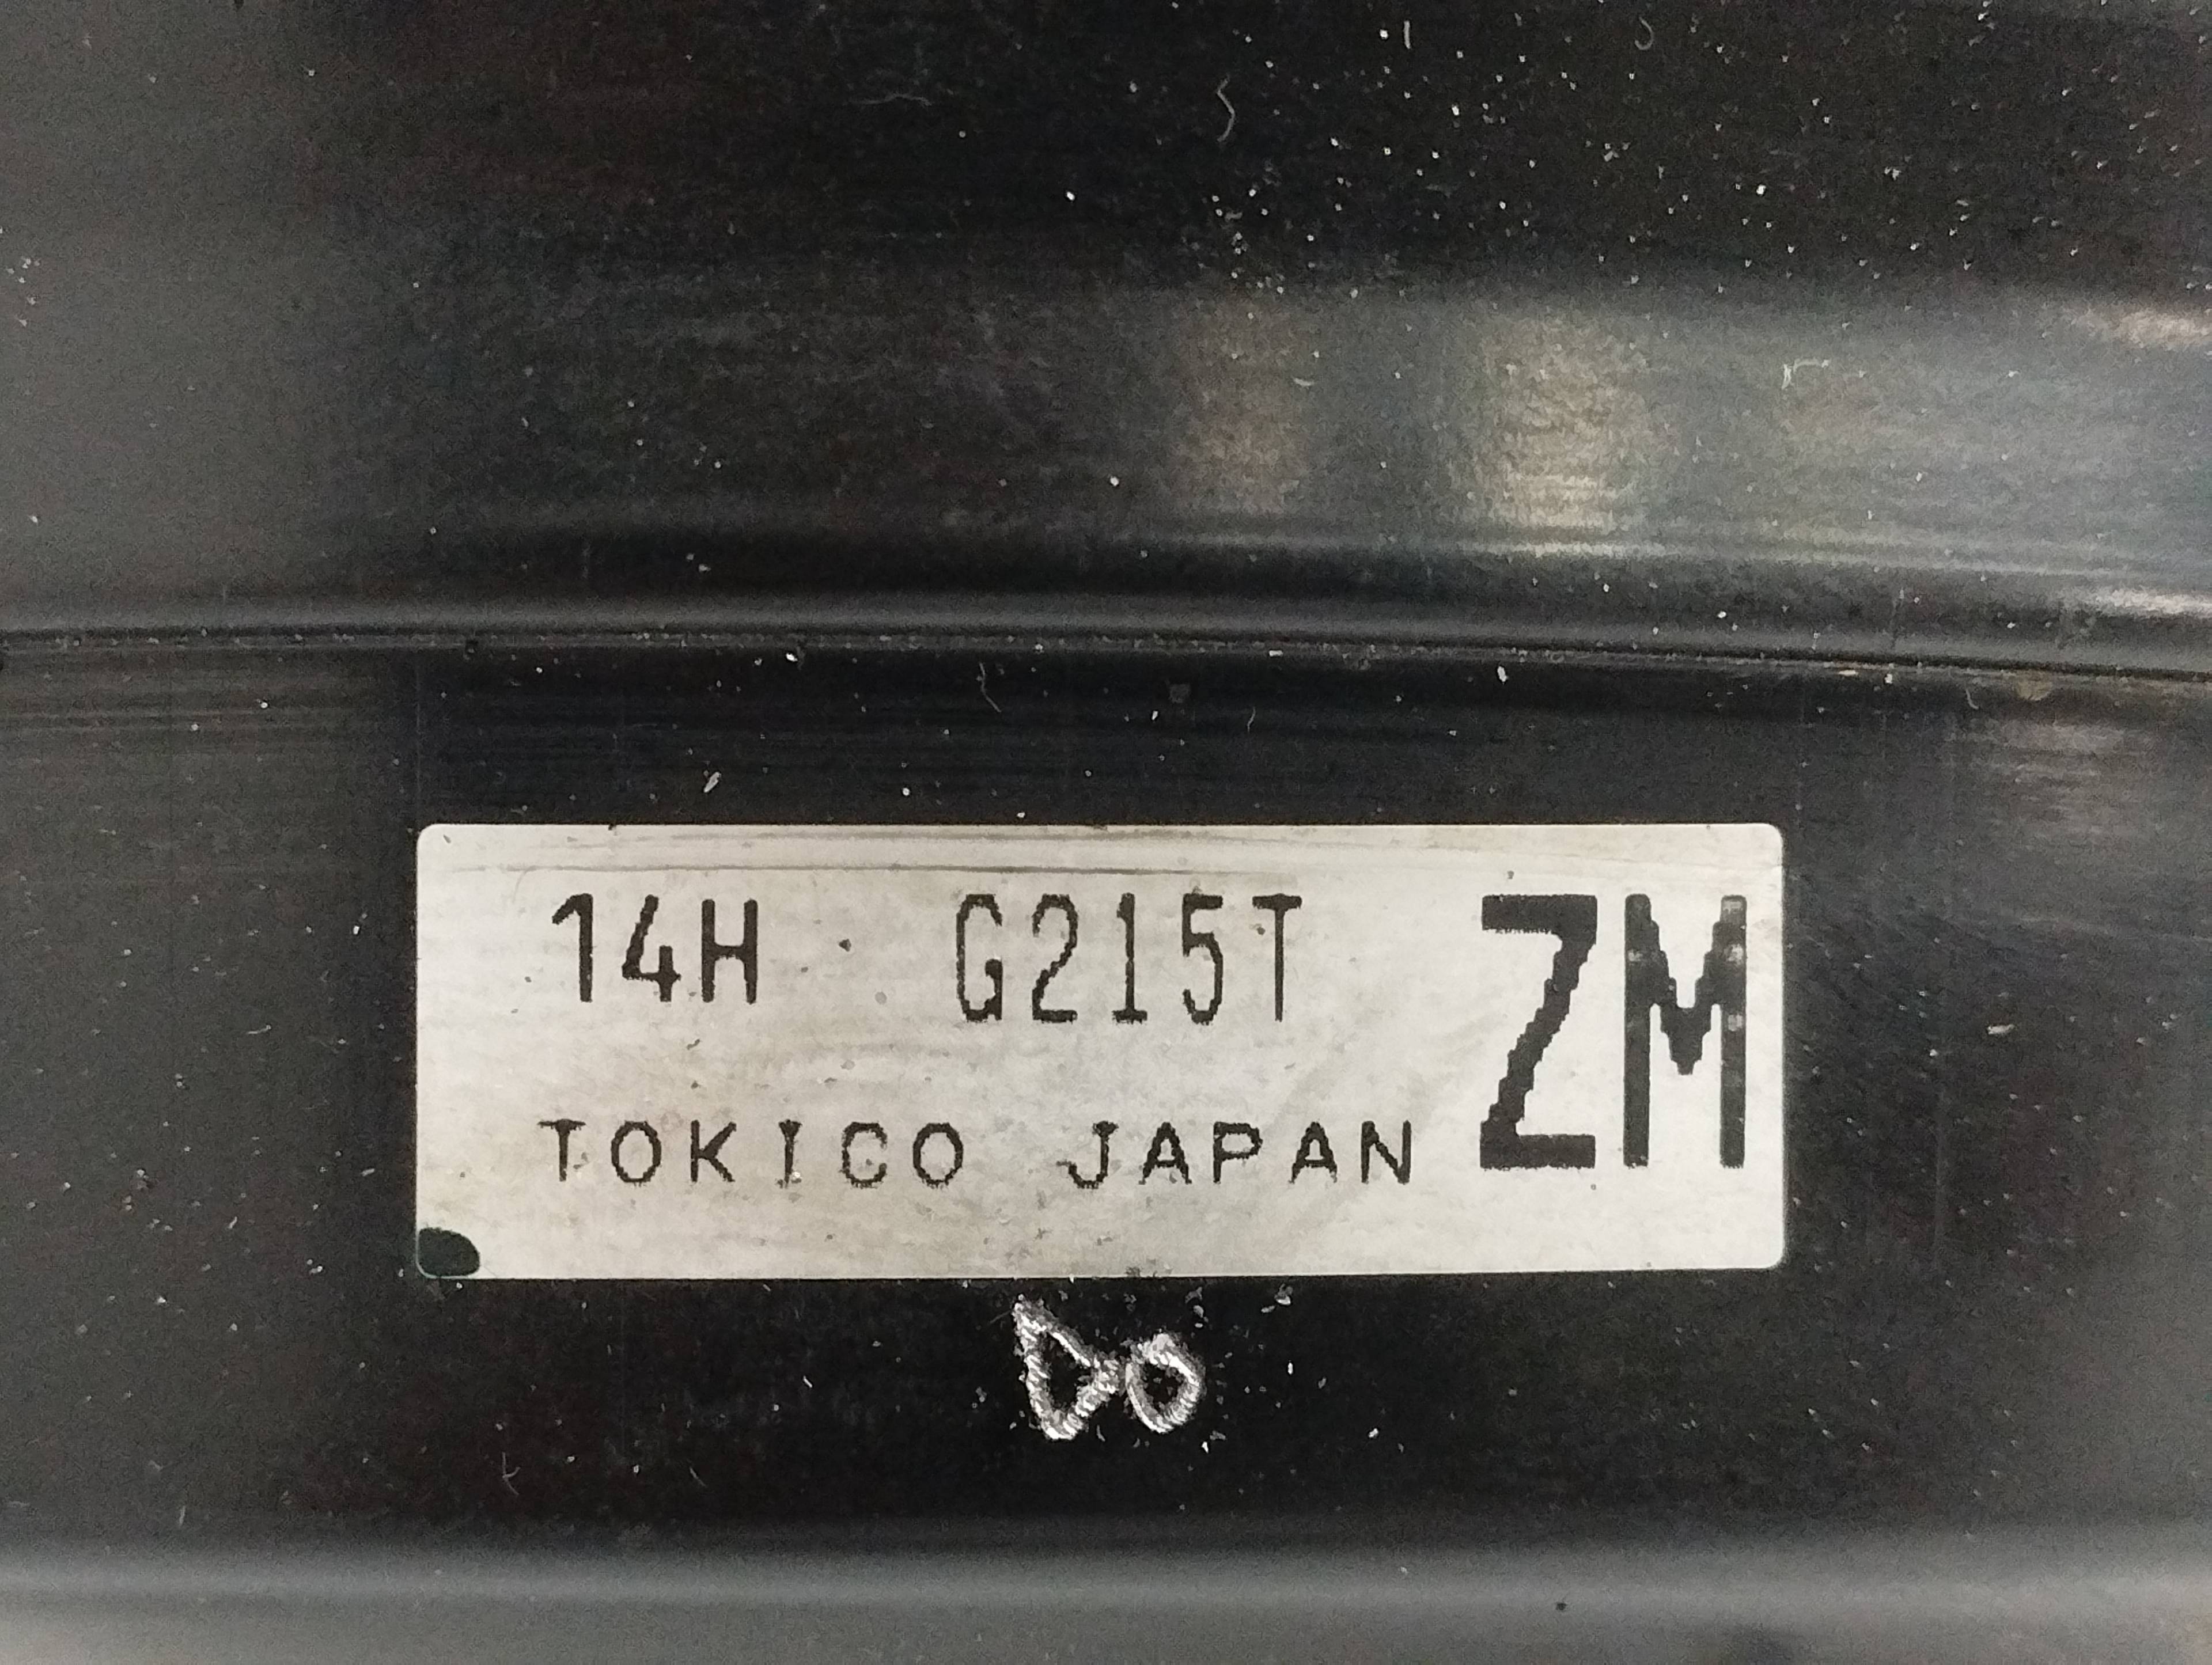 14H G215T ZM
TOKICO JAPAN